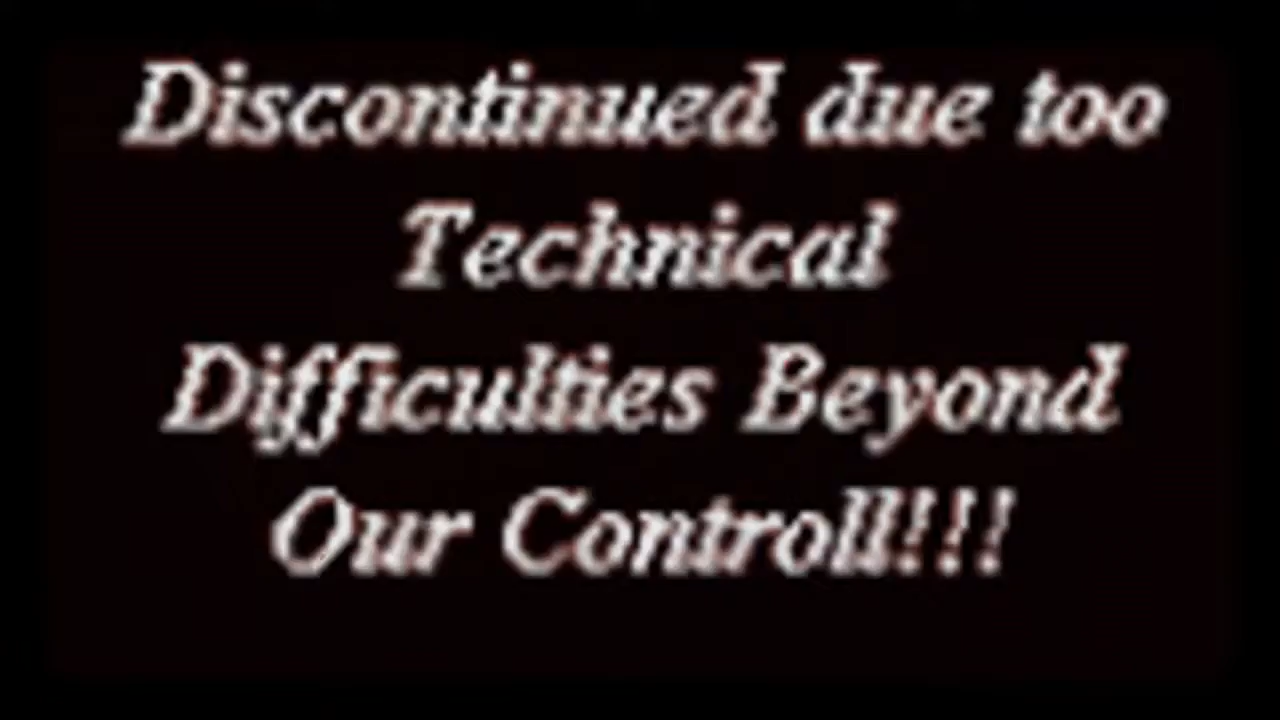 Discontinued due too
Technical
Difficulties Beyond
Our Controll!!!